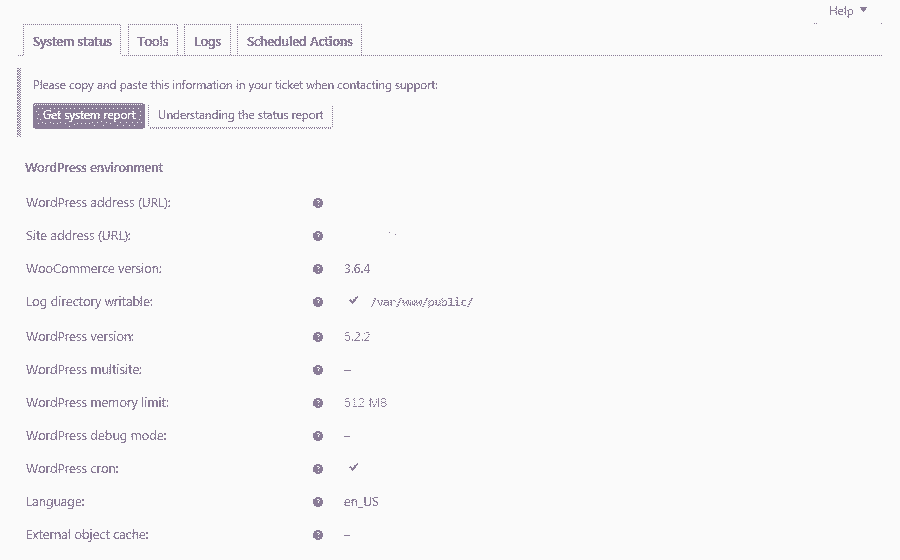 Help
System status Tools Logs Scheduled Actions
Please copy and paste this information in your ticket when contacting support:
Get system report Understanding the status report
WordPress environment
WordPress address (URL):
Site address (URL):
WooCommerce version: 3.6.4
Log directory writable: ✔ /var/www/public/
WordPress version: 5.2.2
WordPress multisite: –
WordPress memory limit: 512 MB
WordPress debug mode: –
WordPress cron: ✔
Language: en_US
External object cache: –